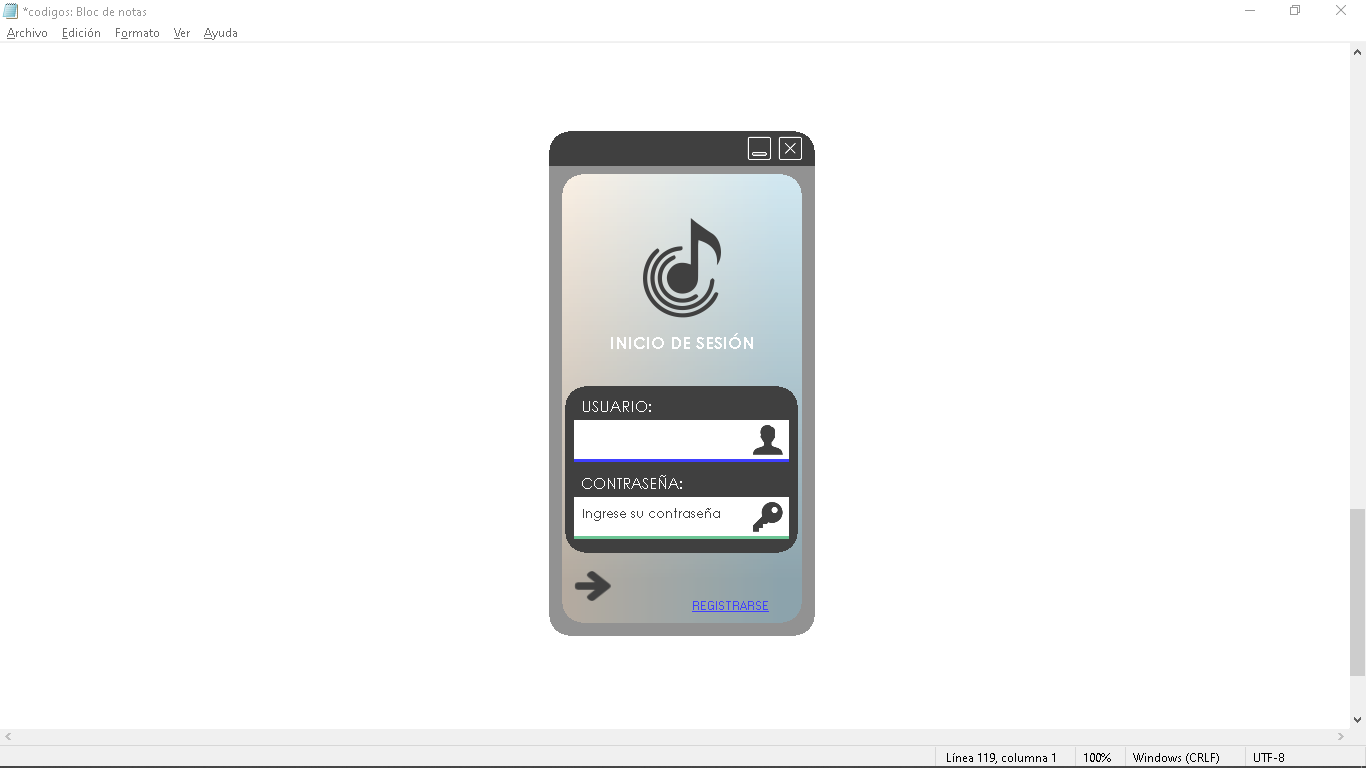 *codigos: Bloc de notas
Archivo Edición Formato Ver Ayuda
INICIO DE SESIÓN
USUARIO:
CONTRASEÑA:
Ingrese su contraseña
REGISTRARSE
Línea 119, columna 1 100% Windows (CRLF) UTF-8